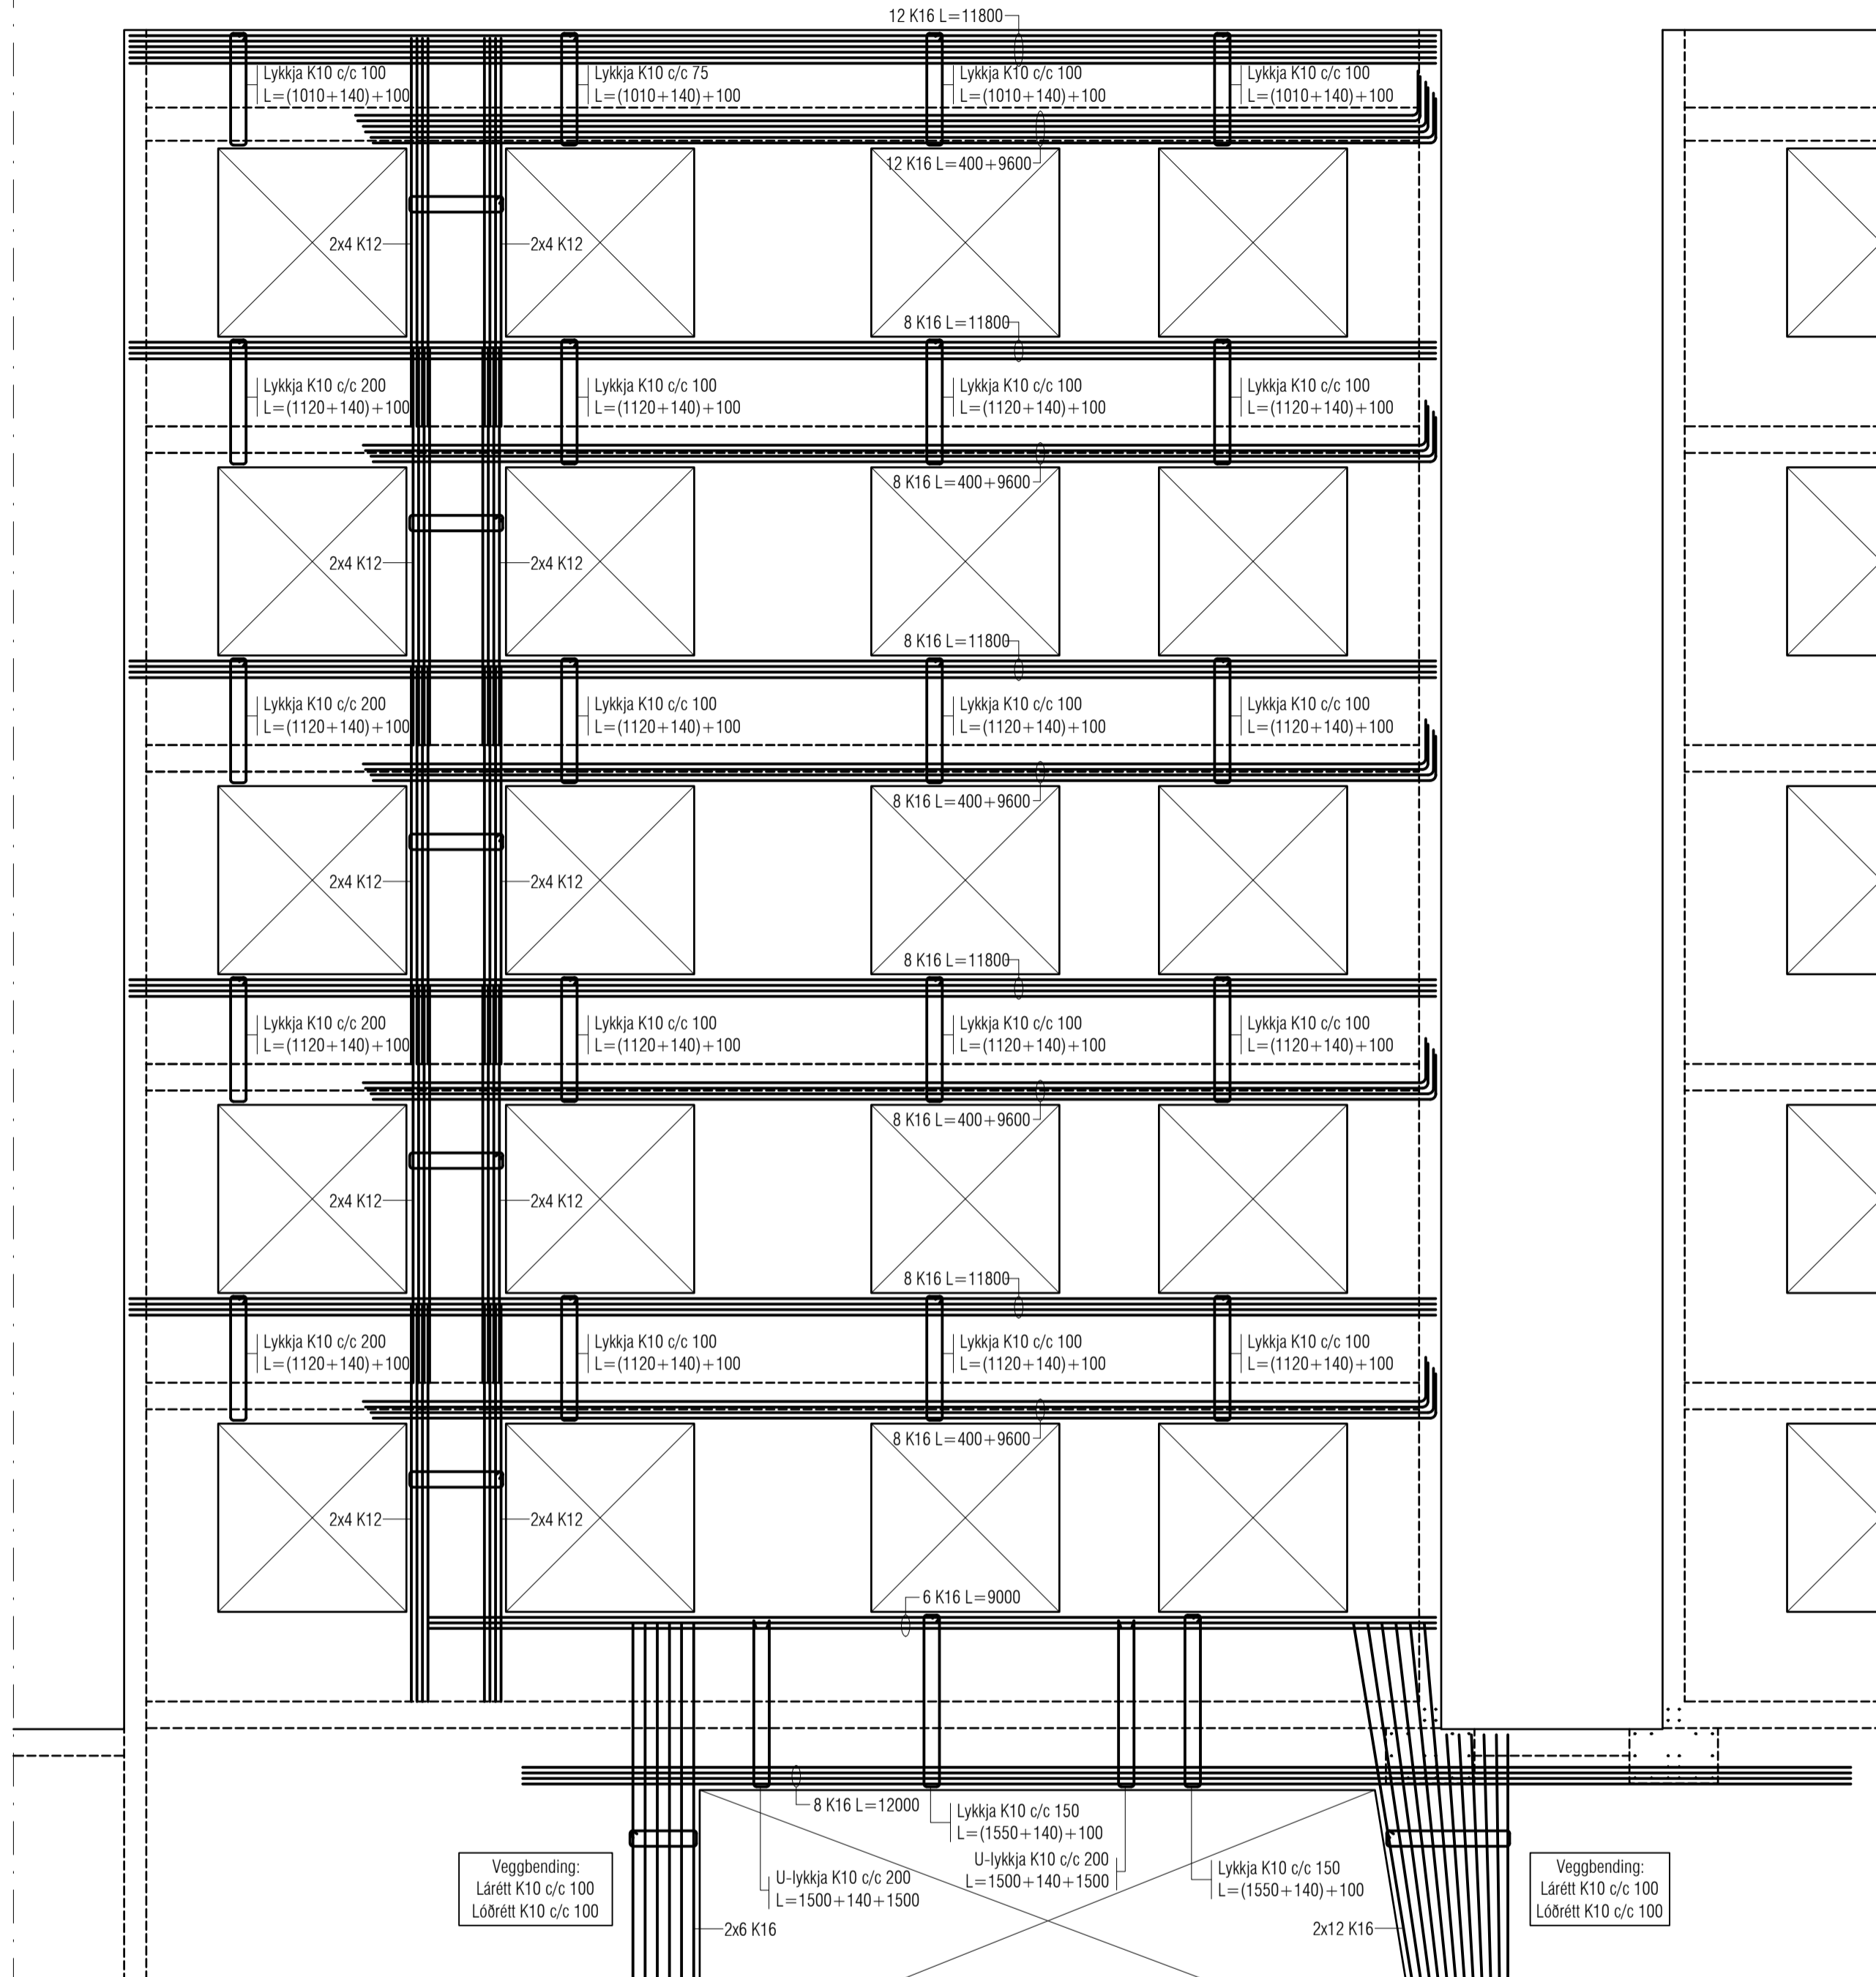 12 K16 L=11800
Lykkja K10 c/c 100
L=(1010+140)+100
Lykkja K10 c/c 75
L=(1010+140)+100
Lykkja K10 c/c 100
L=(1010+140)+100
Lykkja K10 c/c 100
L=(1010+140)+100
12 K16 L=400+9600
2x4 K12
2x4 K12
8 K16 L=11800
Lykkja K10 c/c 200
L=(1120+140)+100
Lykkja K10 c/c 100
L=(1120+140)+100
Lykkja K10 c/c 100
L=(1120+140)+100
Lykkja K10 c/c 100
L=(1120+140)+100
8 K16 L=400+9600
2x4 K12
2x4 K12
8 K16 L=11800
Lykkja K10 c/c 200
L=(1120+140)+100
Lykkja K10 c/c 100
L=(1120+140)+100
Lykkja K10 c/c 100
L=(1120+140)+100
Lykkja K10 c/c 100
L=(1120+140)+100
8 K16 L=400+9600
2x4 K12
2x4 K12
8 K16 L=11800
Lykkja K10 c/c 200
L=(1120+140)+100
Lykkja K10 c/c 100
L=(1120+140)+100
Lykkja K10 c/c 100
L=(1120+140)+100
Lykkja K10 c/c 100
L=(1120+140)+100
8 K16 L=400+9600
2x4 K12
2x4 K12
8 K16 L=11800
Lykkja K10 c/c 200
L=(1120+140)+100
Lykkja K10 c/c 100
L=(1120+140)+100
Lykkja K10 c/c 100
L=(1120+140)+100
Lykkja K10 c/c 100
L=(1120+140)+100
8 K16 L=400+9600
2x4 K12
2x4 K12
6 K16 L=9000
8 K16 L=12000
Lykkja K10 c/c 150
L=(1550+140)+100
U-lykkja K10 c/c 200
L=1500+140+1500
U-lykkja K10 c/c 200
L=1500+140+1500
Lykkja K10 c/c 150
L=(1550+140)+100
Veggbending:
Lárétt K10 c/c 100
Lóðrétt K10 c/c 100
2x6 K16
2x12 K16
Veggbending:
Lárétt K10 c/c 100
Lóðrétt K10 c/c 100